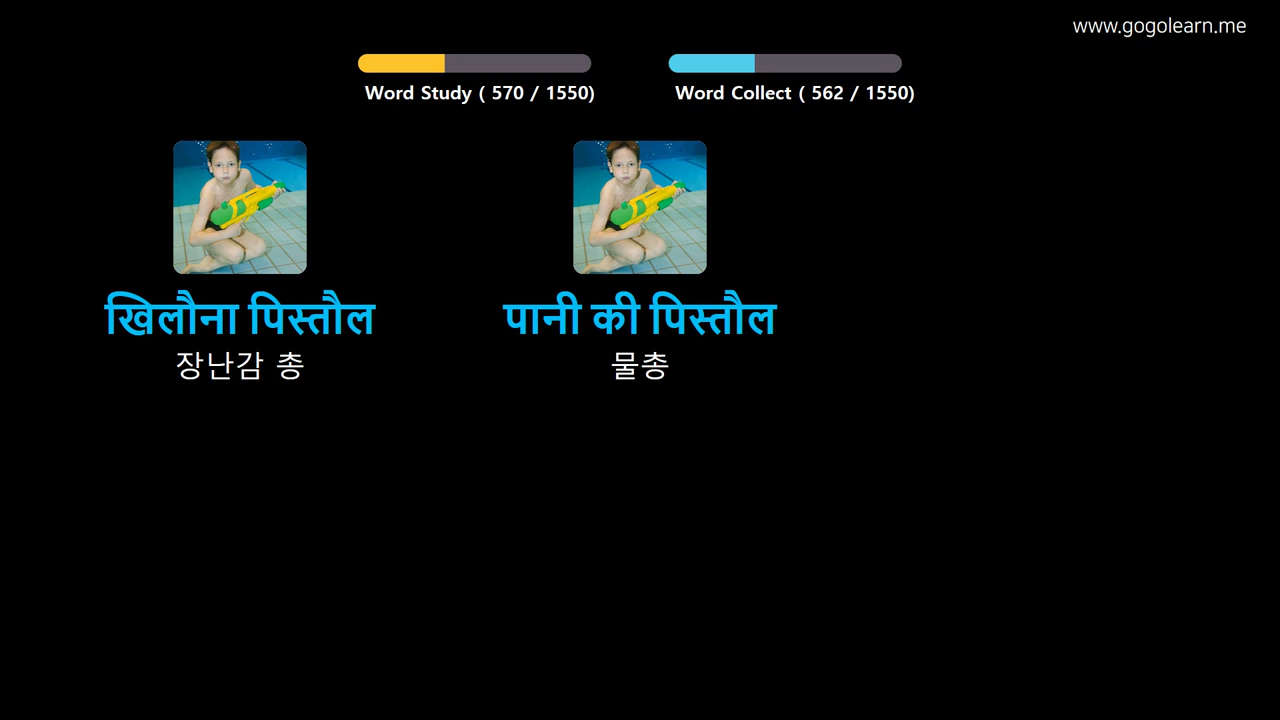 www.gogolearn.me
Word Study ( 570 / 1550)
Word Collect ( 562 / 1550)
खिलौना पिस्तौल
장난감 총
पानी की पिस्तौल
물총